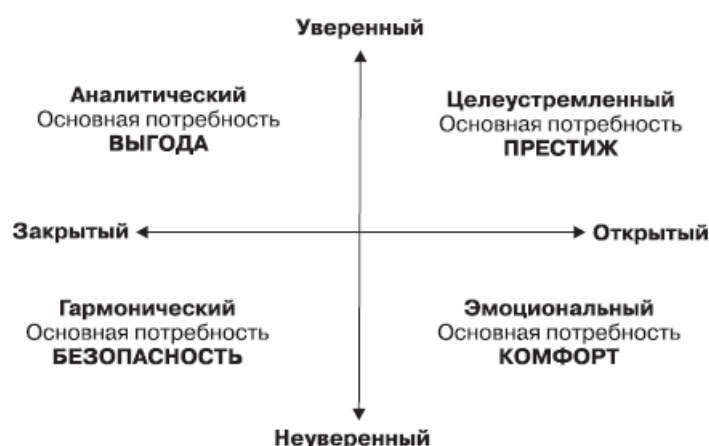 Уверенный
Аналитический
Основная потребность
ВЫГОДА
Целеустремленный
Основная потребность
ПРЕСТИЖ
Закрытый
Открытый
Гармонический
Основная потребность
БЕЗОПАСНОСТЬ
Эмоциональный
Основная потребность
КОМФОРТ
Неуверенный